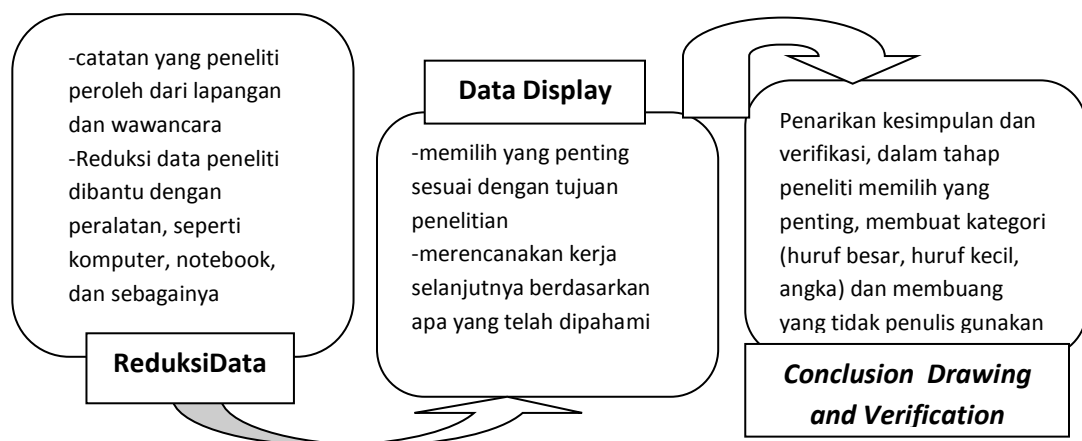 -catatan yang peneliti
peroleh dari lapangan
dan wawancara
-Reduksi data peneliti
dibantu dengan
peralatan, seperti
komputer, notebook,
dan sebagainya
ReduksiData
Data Display
-memilih yang penting
sesuai dengan tujuan
penelitian
-merencanakan kerja
selanjutnya berdasarkan
apa yang telah dipahami
Penarikan kesimpulan dan
verifikasi, dalam tahap
peneliti memilih yang
penting, membuat kategori
(huruf besar, huruf kecil,
angka) dan membuang
yang tidak penulis gunakan
Conclusion Drawing
and Verification